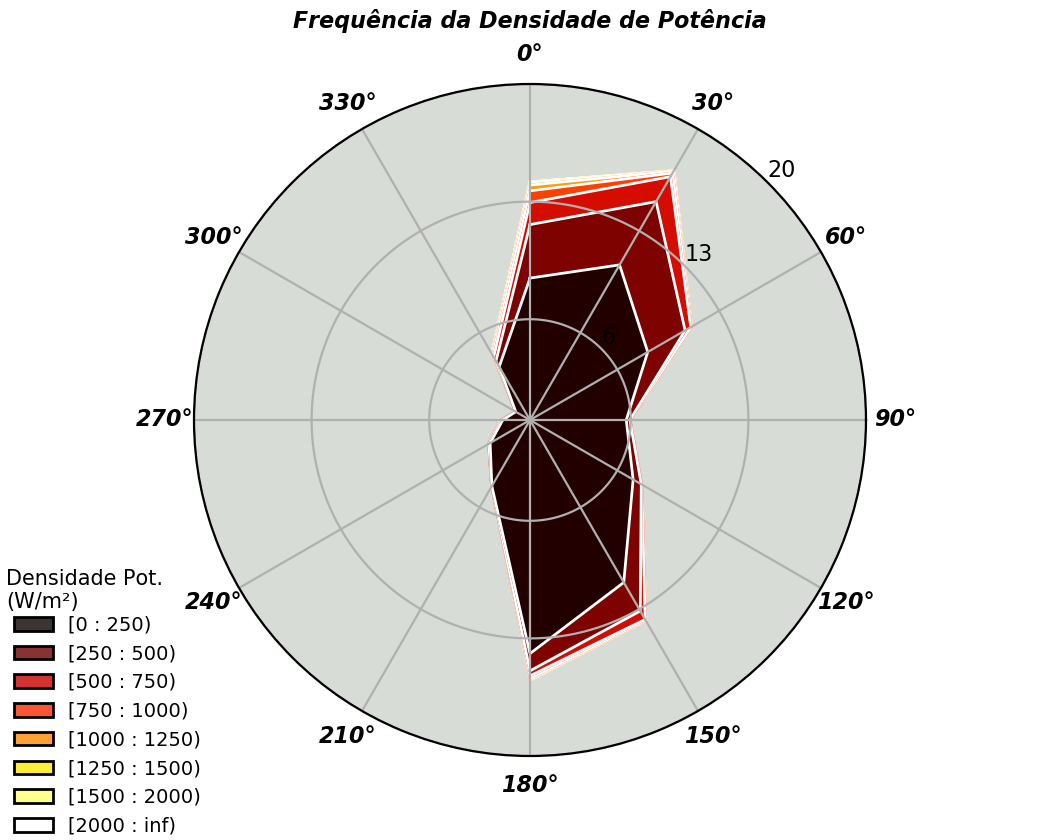 Frequência da Densidade de Potência
0°
330°
30°
20
300°
60°
13
6
270°
90°
Densidade Pot.
(W/m²)
240°
120°
[0 : 250)
[250 : 500)
[500 : 750)
[750 : 1000)
210°
150°
[1000 : 1250)
[1250 : 1500)
180°
[1500 : 2000)
[2000 : inf)